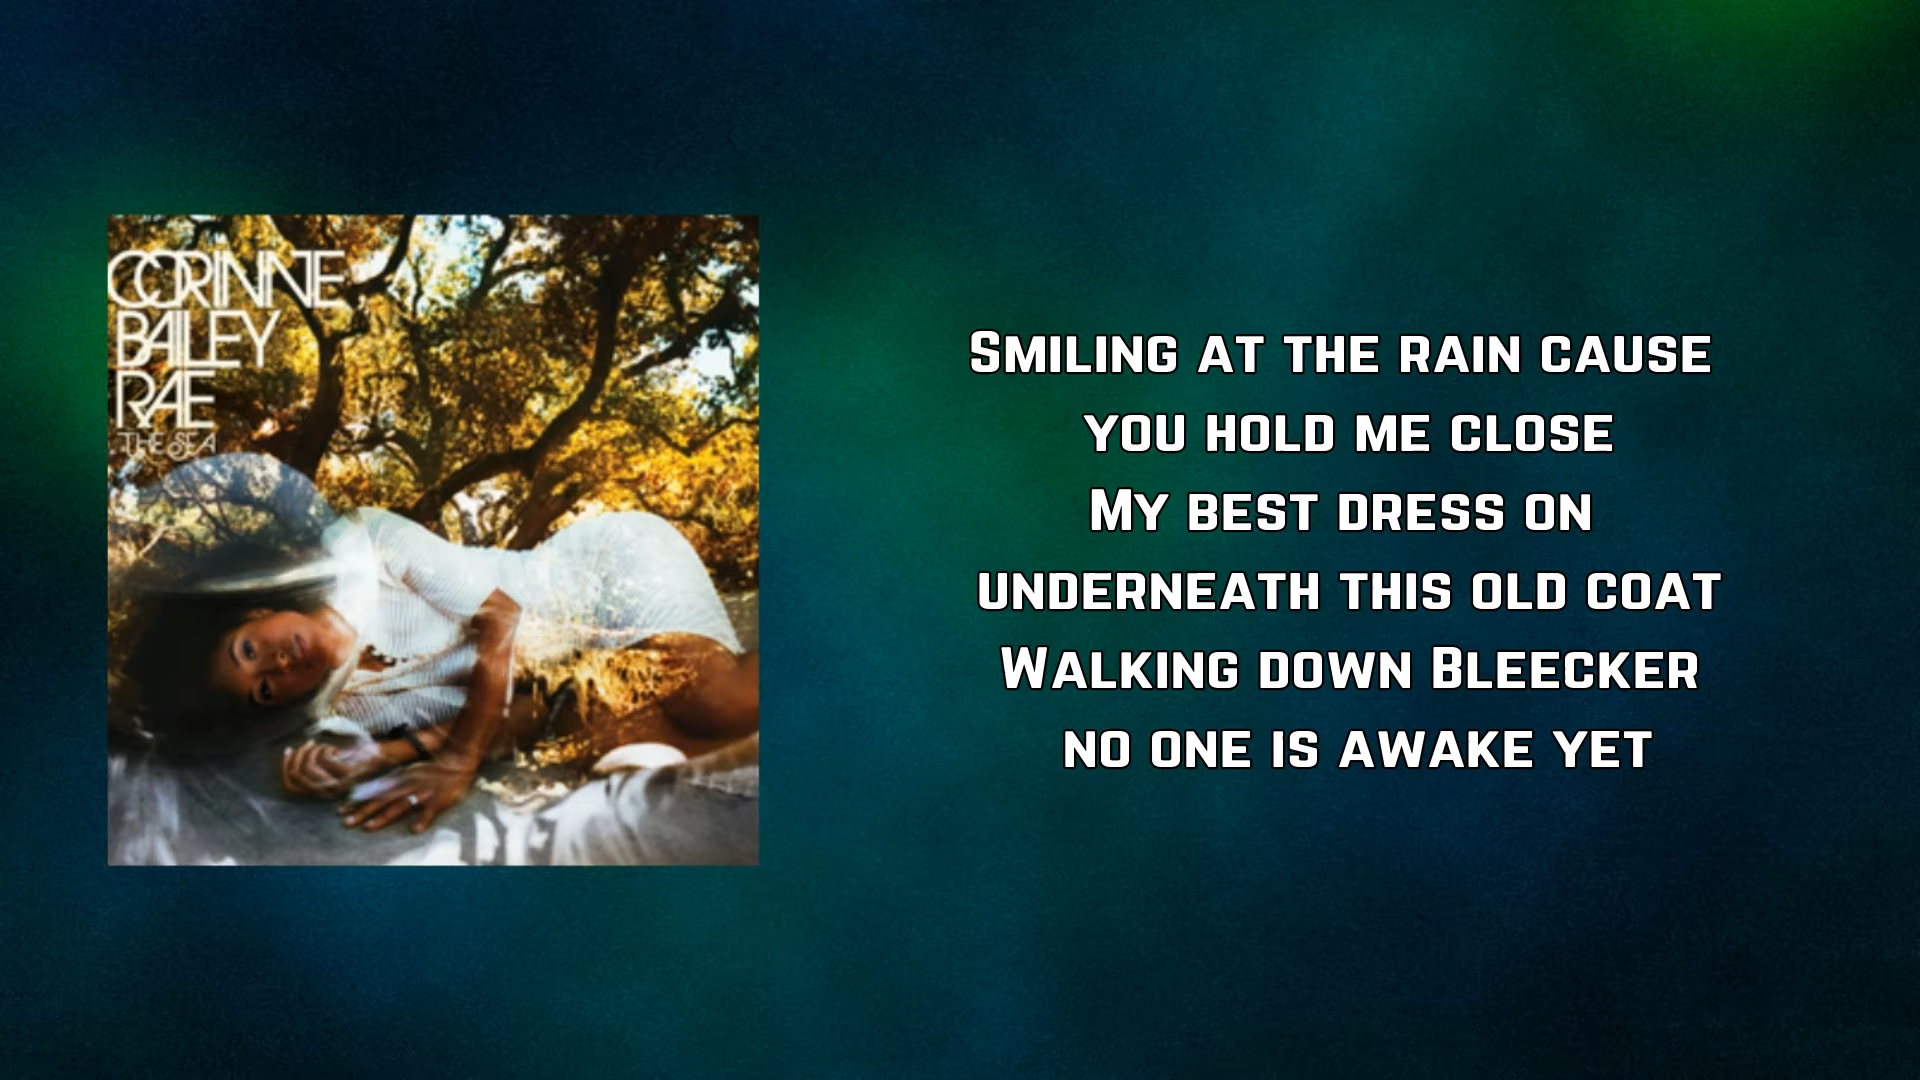 CORINNE
BAILEY
RAE
THE SEA
Smiling at the rain cause
you hold me close
My best dress on
underneath this old coat
Walking down Bleecker
no one is awake yet